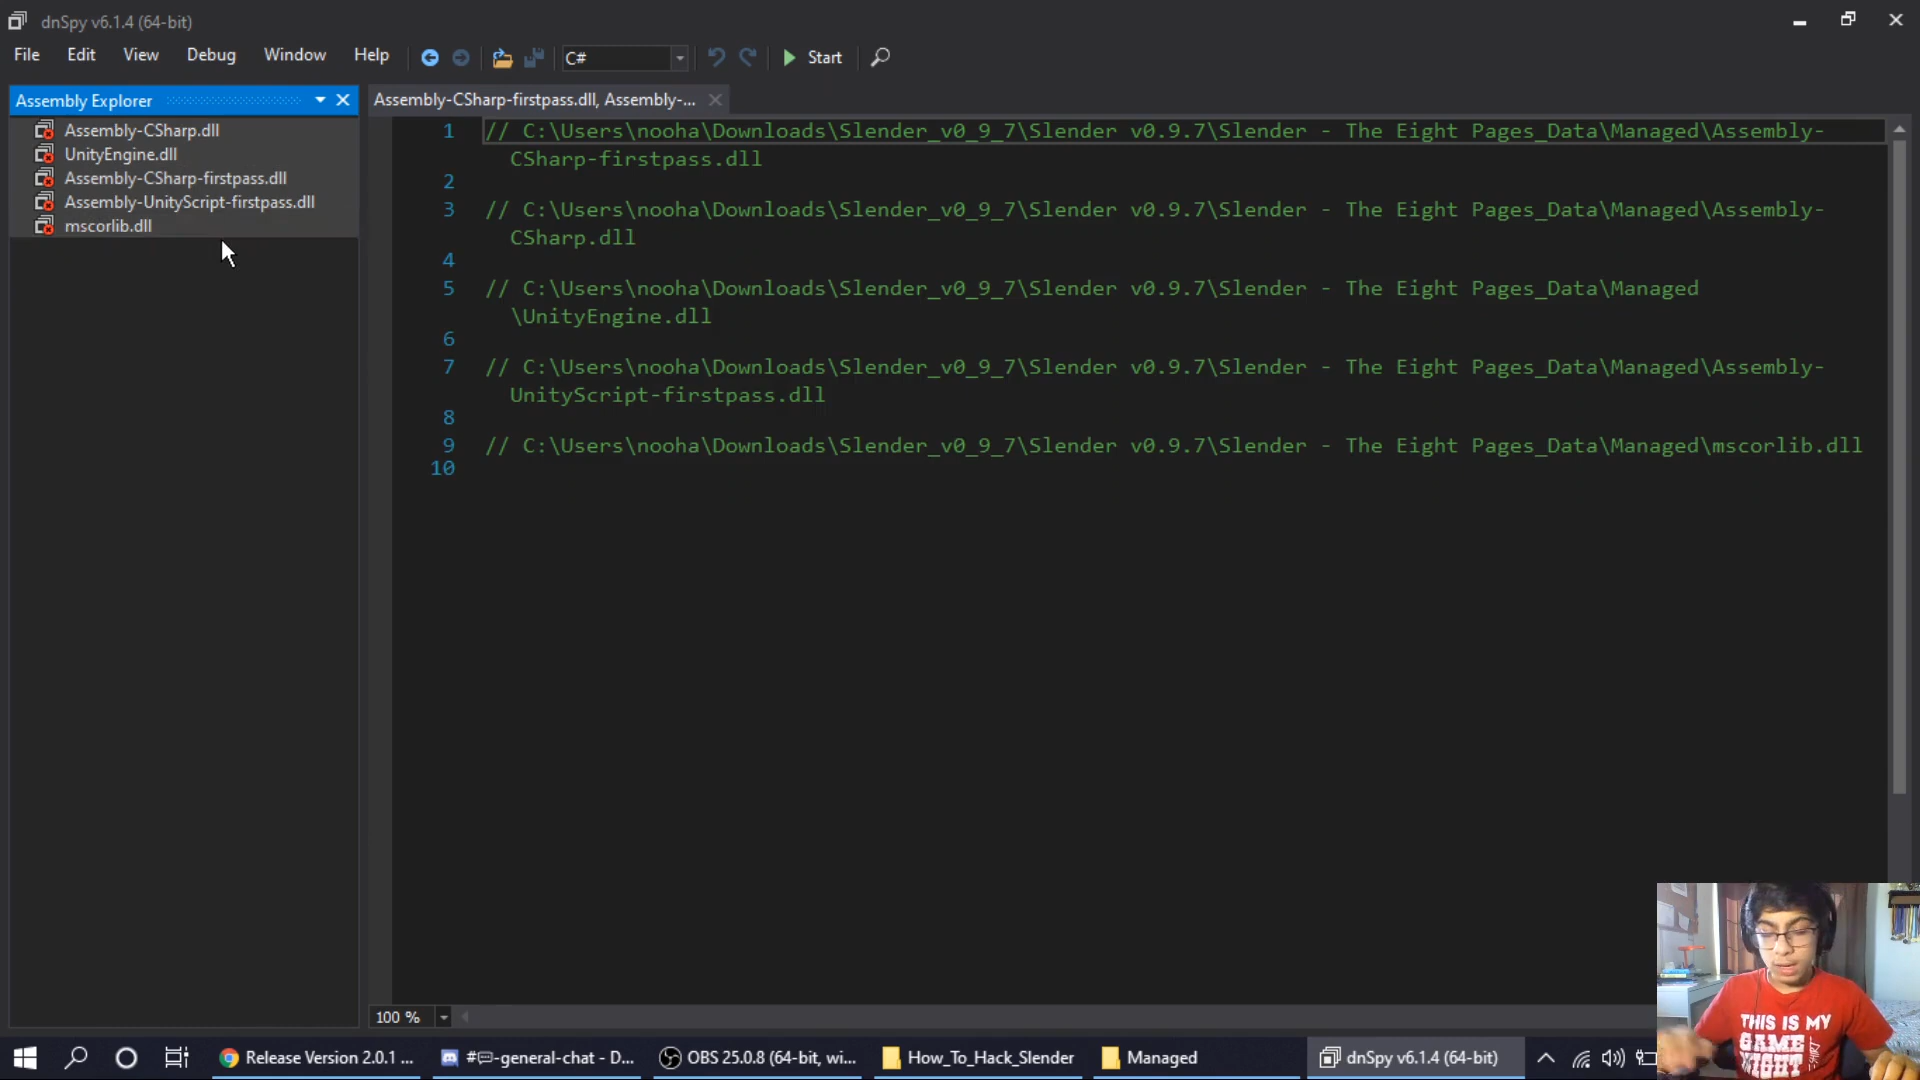 dnSpy v6.1.4 (64-bit)
File Edit View Debug Window Help C# Start
Assembly Explorer
Assembly-CSharp.dll
UnityEngine.dll
Assembly-CSharp-firstpass.dll
Assembly-UnityScript-firstpass.dll
mscorlib.dll
Assembly-CSharp-firstpass.dll, Assembly-...
1 // C:\Users\nooha\Downloads\Slender_v0_9_7\Slender v0.9.7\Slender - The Eight Pages_Data\Managed\Assembly-
CSharp-firstpass.dll
2
3 // C:\Users\nooha\Downloads\Slender_v0_9_7\Slender v0.9.7\Slender - The Eight Pages_Data\Managed\Assembly-
CSharp.dll
4
5 // C:\Users\nooha\Downloads\Slender_v0_9_7\Slender v0.9.7\Slender - The Eight Pages_Data\Managed
\UnityEngine.dll
6
7 // C:\Users\nooha\Downloads\Slender_v0_9_7\Slender v0.9.7\Slender - The Eight Pages_Data\Managed\Assembly-
UnityScript-firstpass.dll
8
9 // C:\Users\nooha\Downloads\Slender_v0_9_7\Slender v0.9.7\Slender - The Eight Pages_Data\Managed\mscorlib.dll
10
100 %
THIS IS MY
GAME
NIGHT
SHIRT
Release Version 2.0.1 ... #💬-general-chat - D... OBS 25.0.8 (64-bit, wi... How_To_Hack_Slender Managed dnSpy v6.1.4 (64-bit)